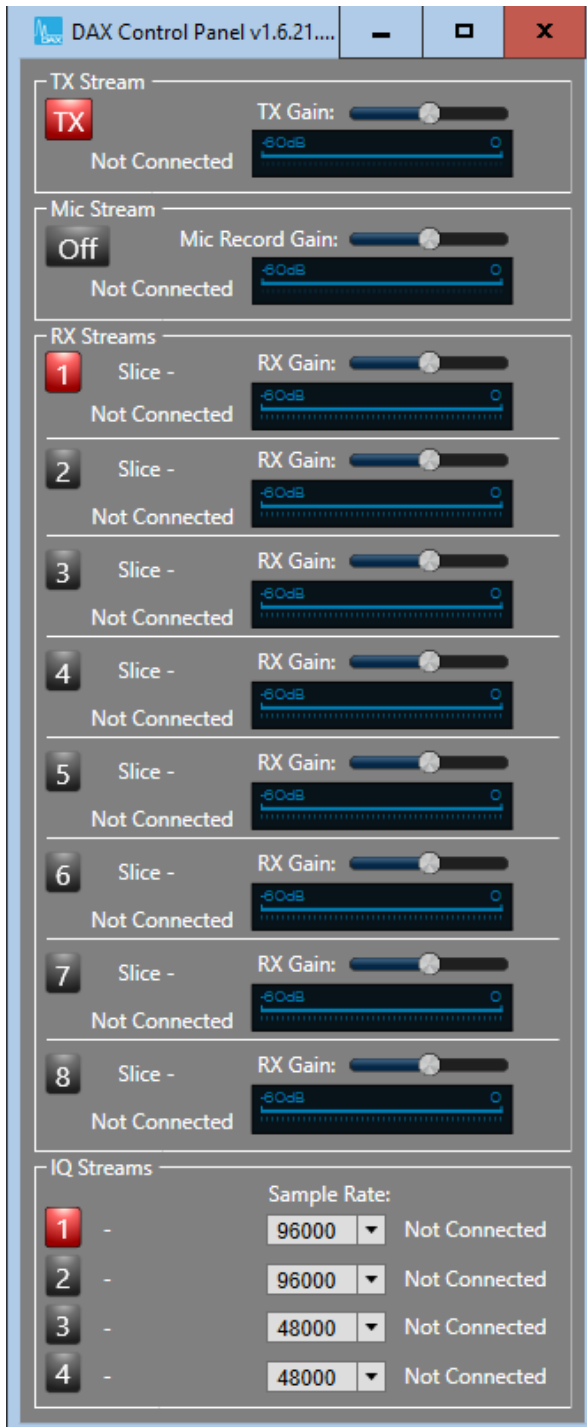 DAX Control Panel v1.6.21....
DAX
TX Stream
TX
TX Gain:
-60dB 0
Not Connected
Mic Stream
Off
Mic Record Gain:
-60dB 0
Not Connected
RX Streams
1 Slice - RX Gain:
-60dB 0
Not Connected
2 Slice - RX Gain:
-60dB 0
Not Connected
3 Slice - RX Gain:
-60dB 0
Not Connected
4 Slice - RX Gain:
-60dB 0
Not Connected
5 Slice - RX Gain:
-60dB 0
Not Connected
6 Slice - RX Gain:
-60dB 0
Not Connected
7 Slice - RX Gain:
-60dB 0
Not Connected
8 Slice - RX Gain:
-60dB 0
Not Connected
IQ Streams
Sample Rate:
1 - 96000 Not Connected
2 - 96000 Not Connected
3 - 48000 Not Connected
4 - 48000 Not Connected